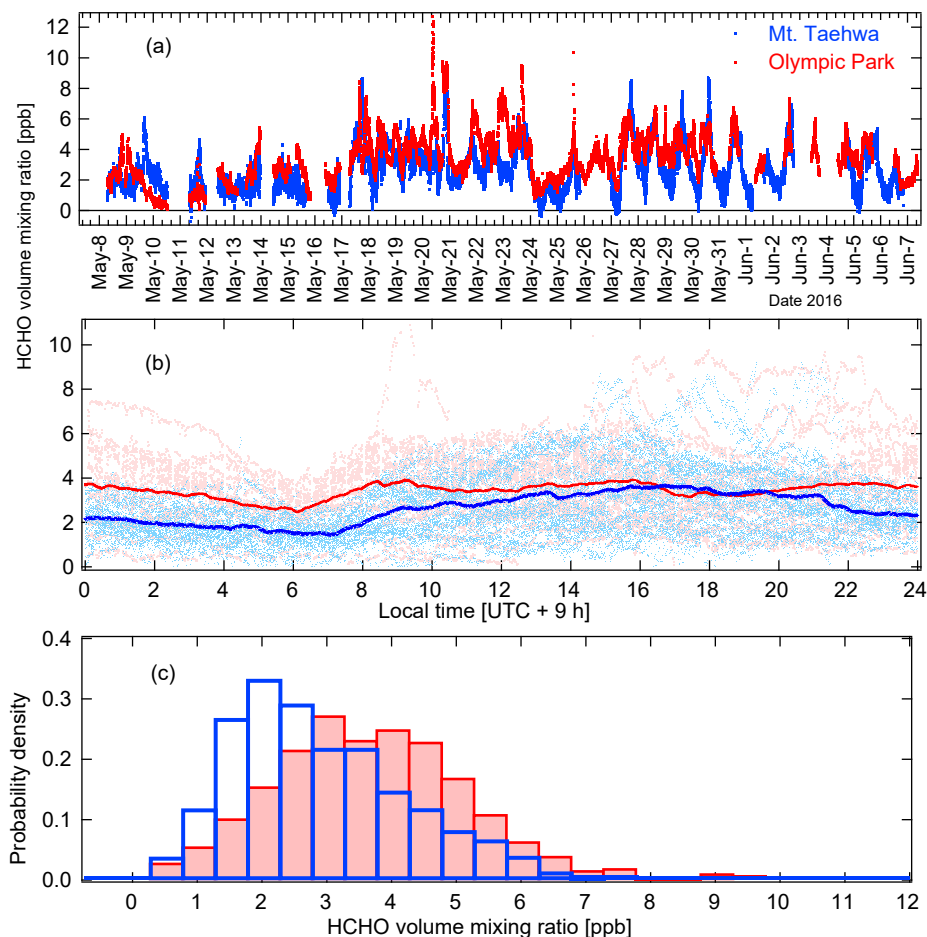 (a)
Mt. Taehwa
Olympic Park
12
10
8
6
4
2
0
HCHO volume mixing ratio [ppb]
May-8
May-9
May-10
May-11
May-12
May-13
May-14
May-15
May-16
May-17
May-18
May-19
May-20
May-21
May-22
May-23
May-24
May-25
May-26
May-27
May-28
May-29
May-30
May-31
Jun-1
Jun-2
Jun-3
Jun-4
Jun-5
Jun-6
Jun-7
Date 2016
(b)
10
8
6
4
2
0
0 2 4 6 8 10 12 14 16 18 20 22 24
Local time [UTC + 9 h]
(c)
0.4
0.3
0.2
0.1
0.0
Probability density
0 1 2 3 4 5 6 7 8 9 10 11 12
HCHO volume mixing ratio [ppb]